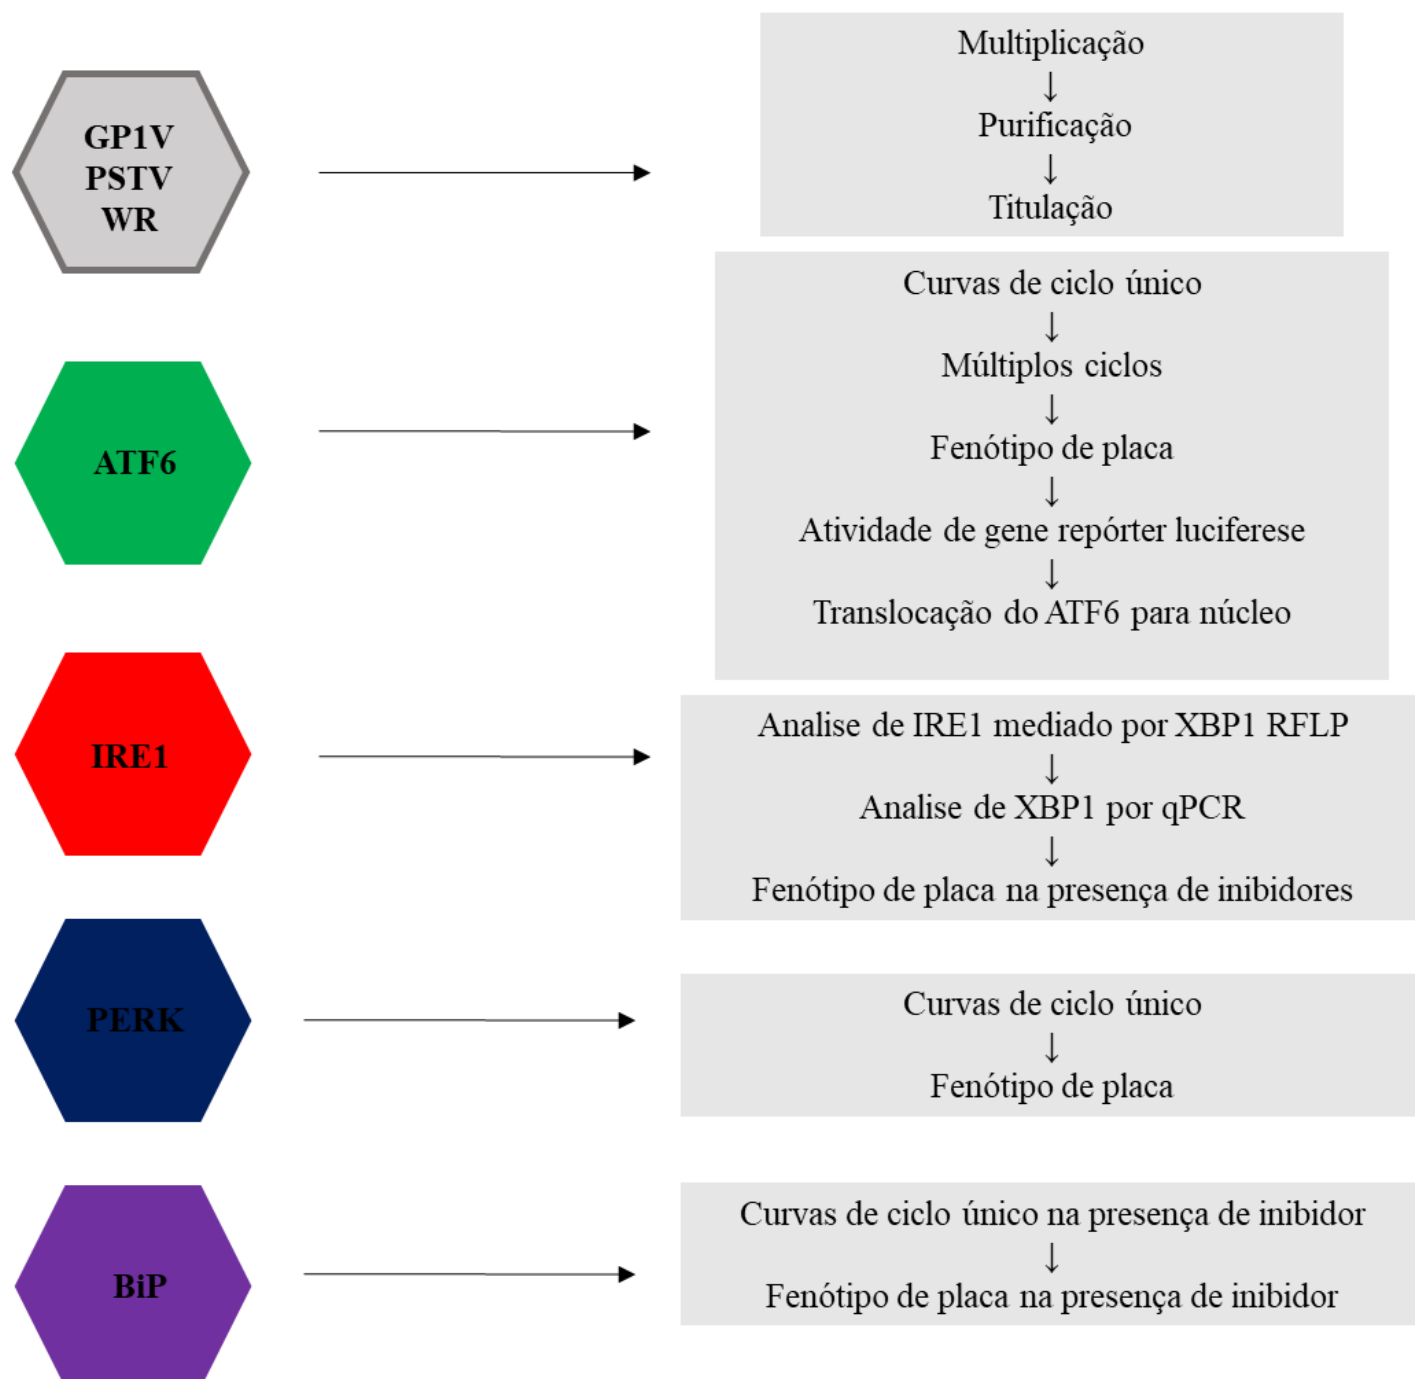 GP1V
PSTV
WR
Multiplicação
↓
Purificação
↓
Titulação
ATF6
Curvas de ciclo único
↓
Múltiplos ciclos
↓
Fenótipo de placa
↓
Atividade de gene repórter luciferese
↓
Translocação do ATF6 para núcleo
IRE1
Analise de IRE1 mediado por XBP1 RFLP
↓
Analise de XBP1 por qPCR
↓
Fenótipo de placa na presença de inibidores
PERK
Curvas de ciclo único
↓
Fenótipo de placa
BiP
Curvas de ciclo único na presença de inibidor
↓
Fenótipo de placa na presença de inibidor